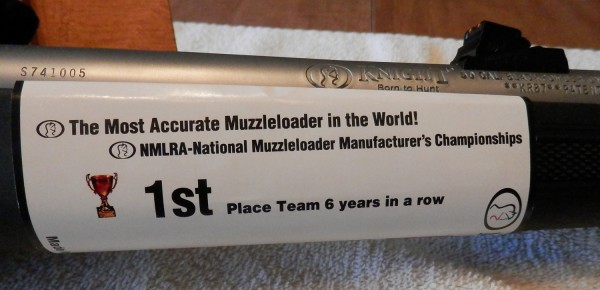 S741005
KNIGHT
Born to Hunt
The Most Accurate Muzzleloader in the World!
NMLRA-National Muzzleloader Manufacturer's Championships
1st Place Team 6 years in a row